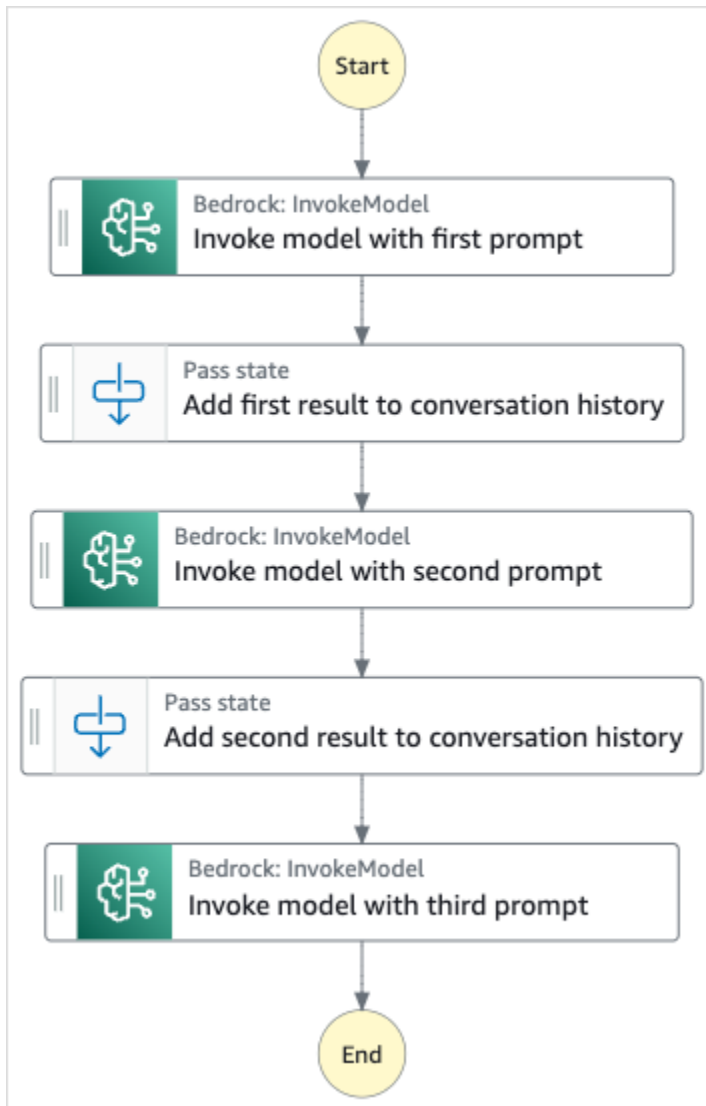 Start
Bedrock: InvokeModel
Invoke model with first prompt
Pass state
Add first result to conversation history
Bedrock: InvokeModel
Invoke model with second prompt
Pass state
Add second result to conversation history
Bedrock: InvokeModel
Invoke model with third prompt
End